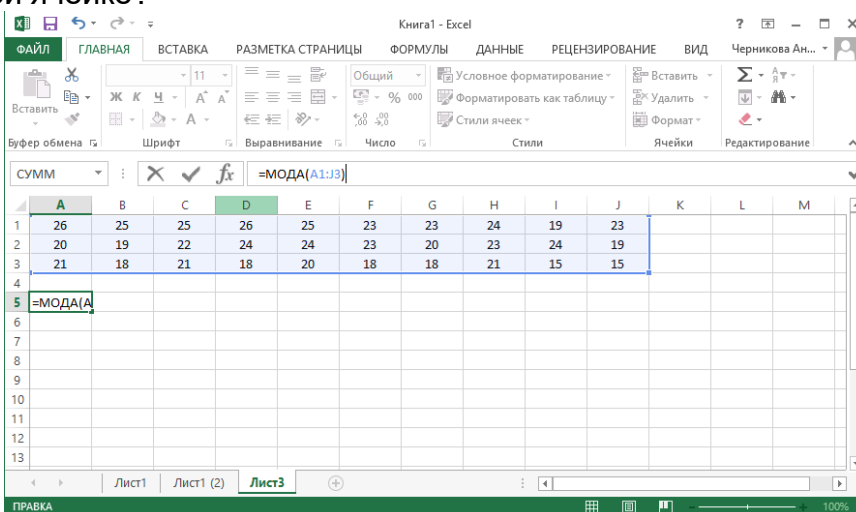 Книга1 - Excel
ФАЙЛ ГЛАВНАЯ ВСТАВКА РАЗМЕТКА СТРАНИЦЫ ФОРМУЛЫ ДАННЫЕ РЕЦЕНЗИРОВАНИЕ ВИД Черникова Ан...
Вставить
Ж К Ч 11 А А
А
Общий
% 000
Условное форматирование
Форматировать как таблицу
Стили ячеек
Вставить
Удалить
Формат
Σ
Буфер обмена Шрифт Выравнивание Число Стили Ячейки Редактирование
СУММ fx =МОДА(A1:J3)
A B C D E F G H I J K L M
1 26 25 25 26 25 23 23 24 19 23
2 20 19 22 24 24 23 20 23 24 19
3 21 18 21 18 20 18 18 21 15 15
4
5 =МОДА(A
6
7
8
9
10
11
12
13
Лист1 Лист1 (2) Лист3
ПРАВКА 100%